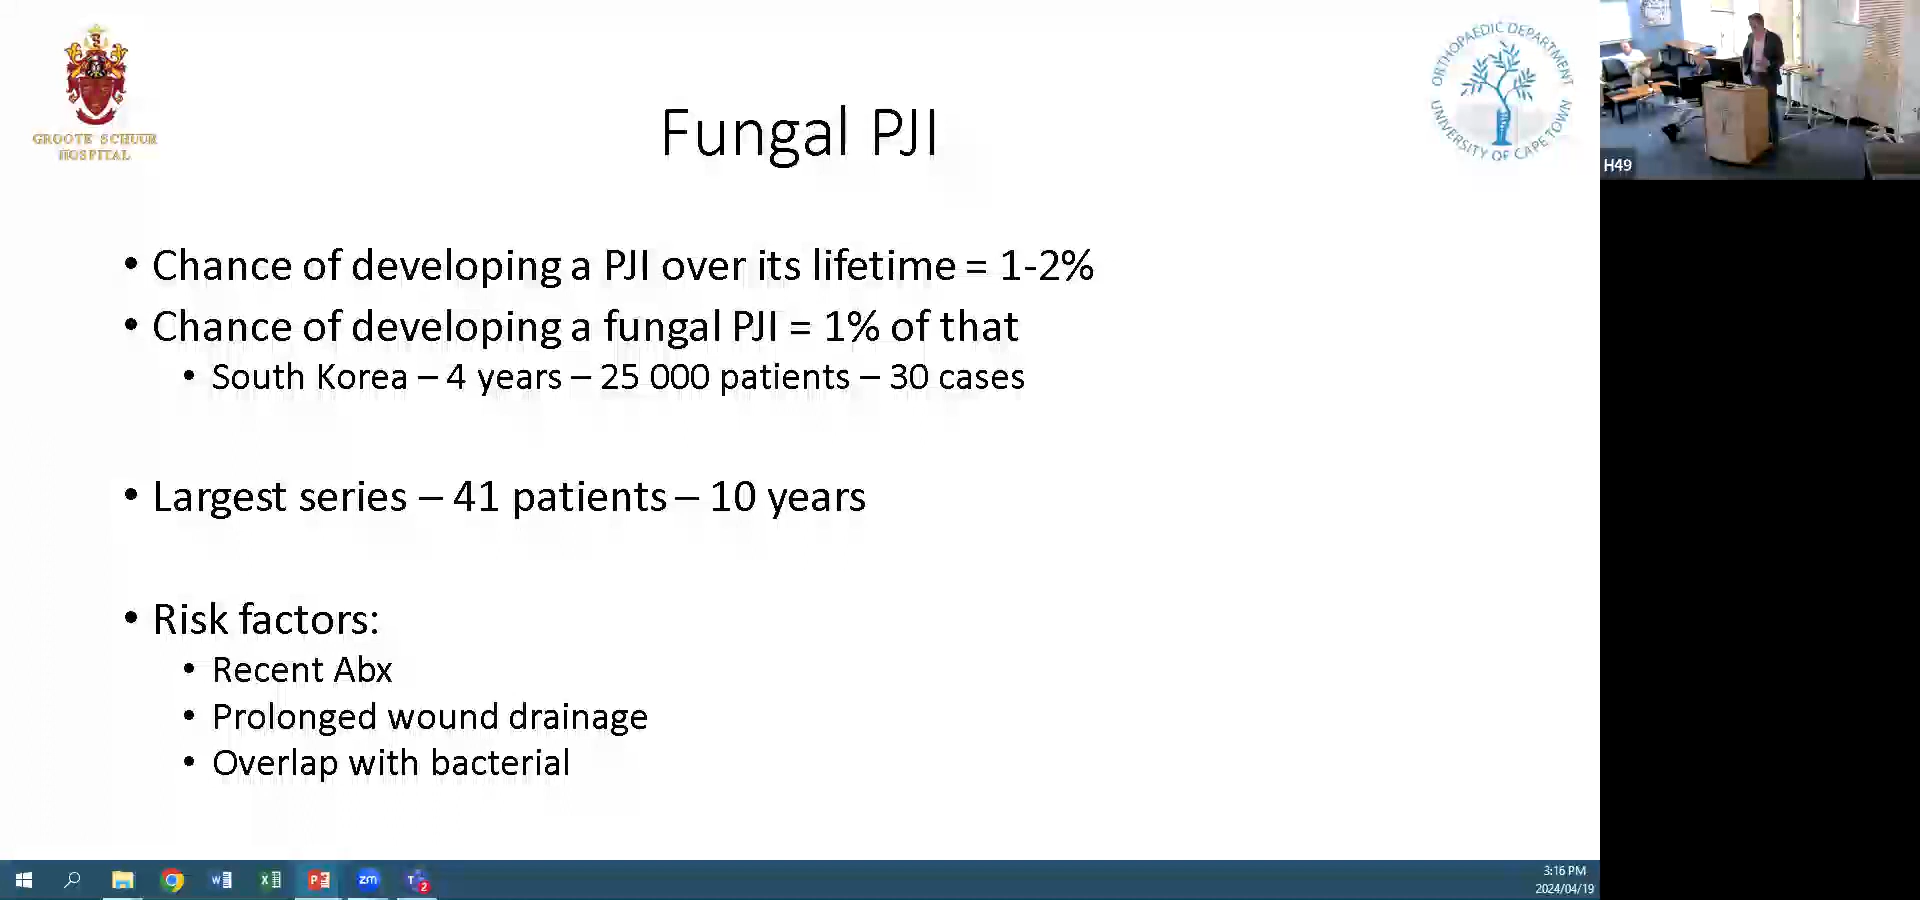 GROOTE SCHUUR
HOSPITAL
ORTHOPAEDIC DEPARTMENT
UNIVERSITY OF CAPE TOWN
H49
Fungal PJI
• Chance of developing a PJI over its lifetime = 1-2%
• Chance of developing a fungal PJI = 1% of that
• South Korea – 4 years – 25 000 patients – 30 cases
• Largest series – 41 patients – 10 years
• Risk factors:
• Recent Abx
• Prolonged wound drainage
• Overlap with bacterial
zm
2
3:16 PM
2024/04/19